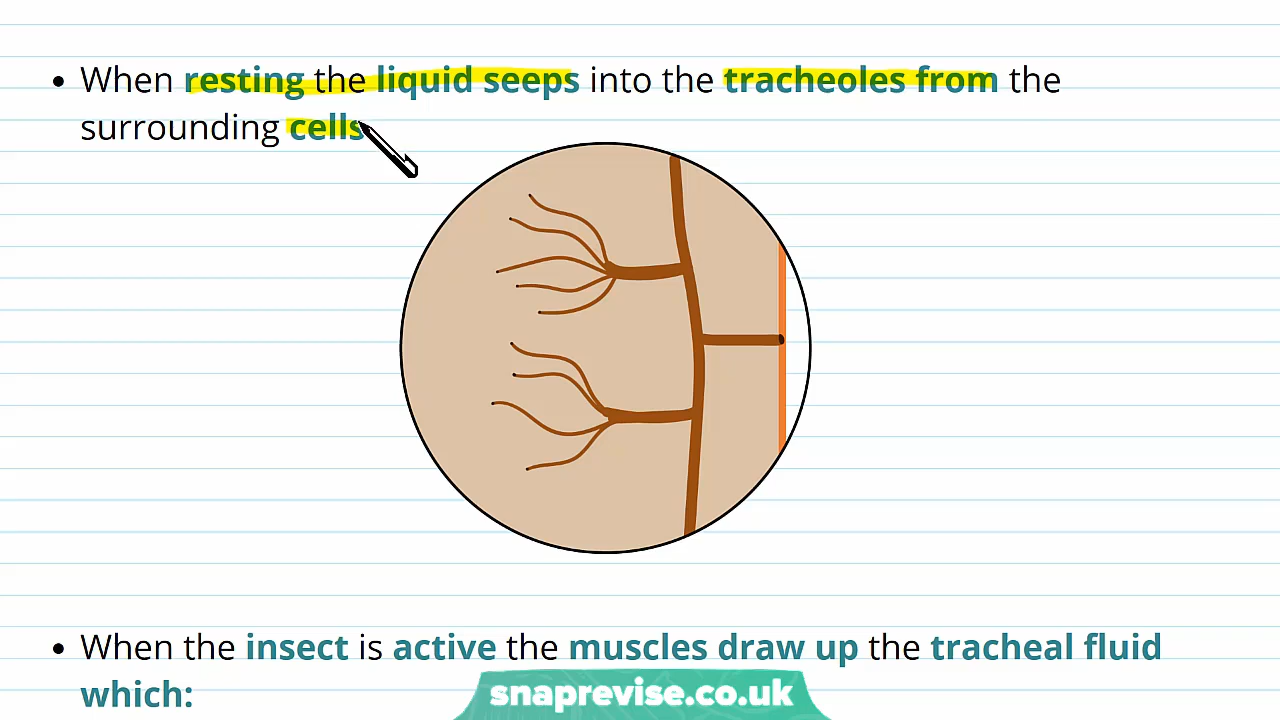 • When resting the liquid seeps into the tracheoles from the
surrounding cells
• When the insect is active the muscles draw up the tracheal fluid
which:
snaprevise.co.uk